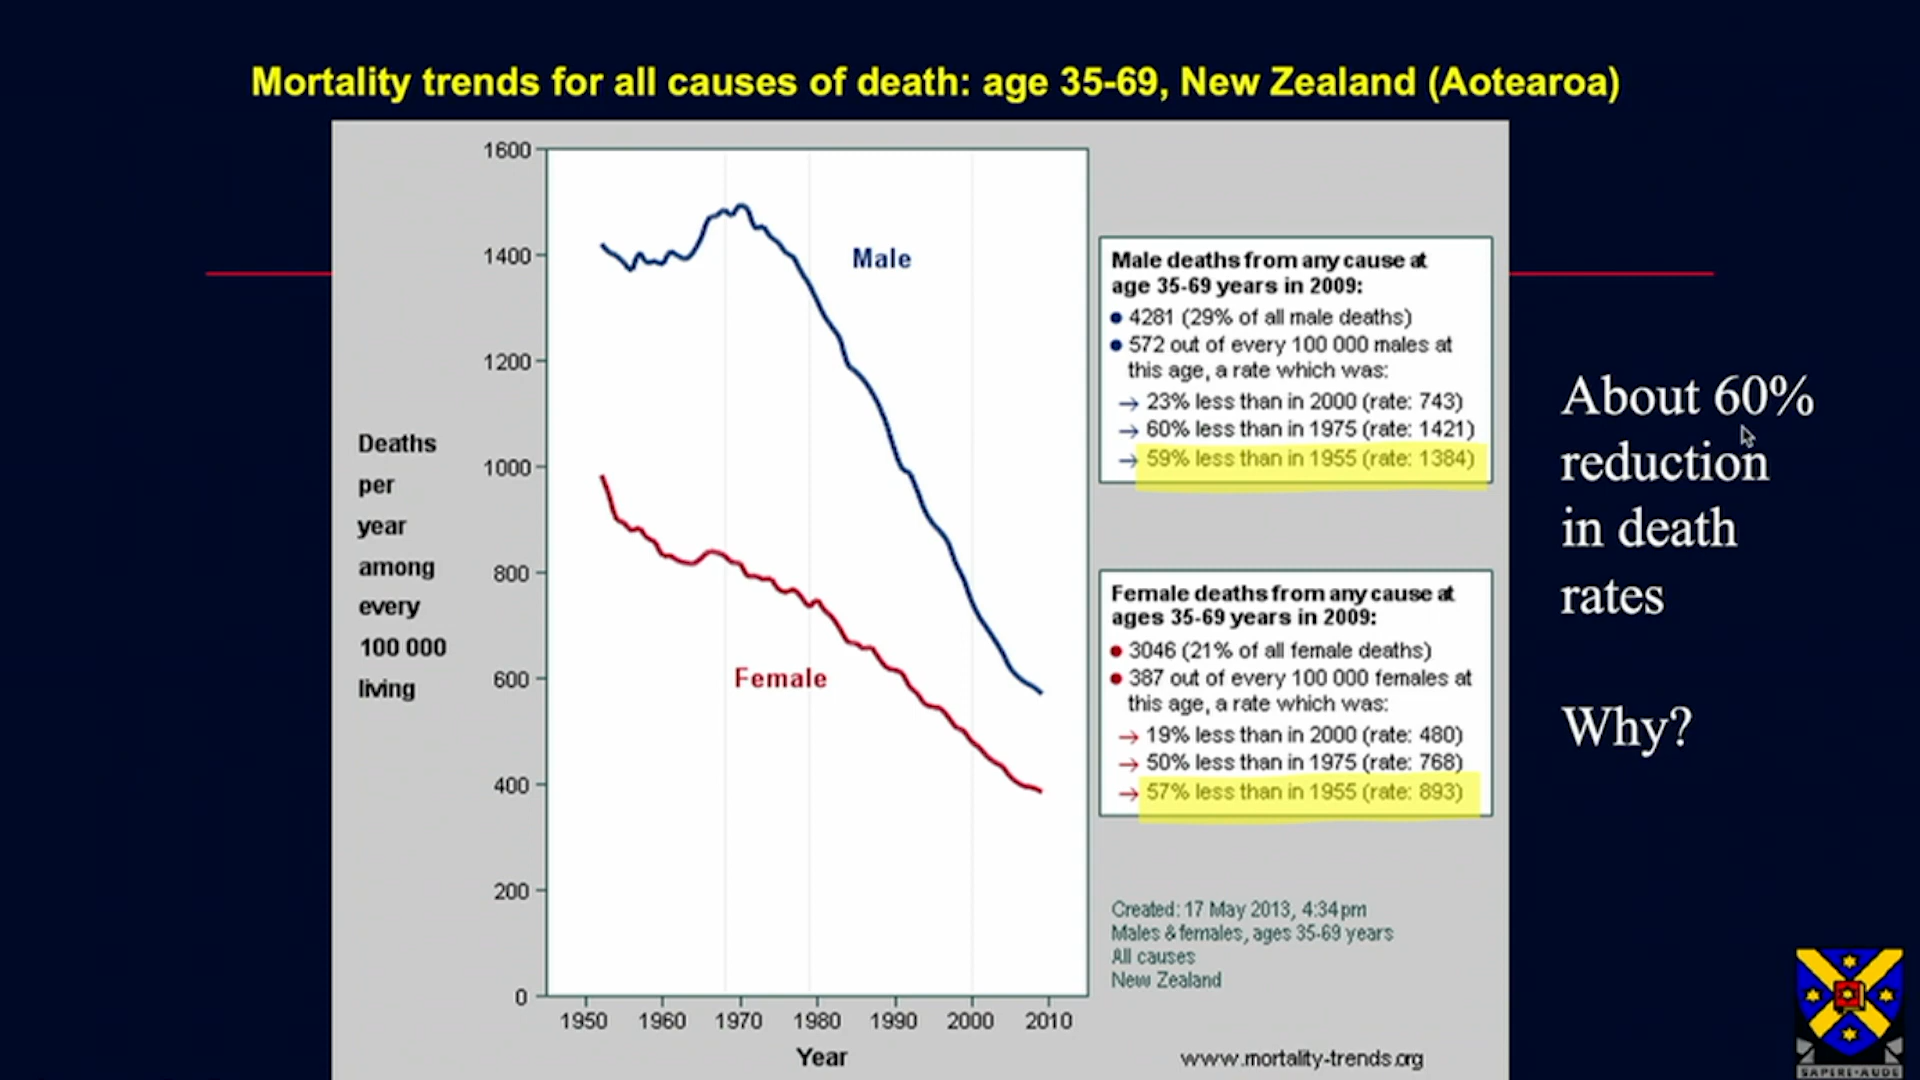 Mortality trends for all causes of death: age 35-69, New Zealand (Aotearoa)
Deaths
per
year
among
every
100 000
living
1600
1400
1200
1000
800
600
400
200
0
1950 1960 1970 1980 1990 2000 2010
Year
Male
Female
Male deaths from any cause at
age 35-69 years in 2009:
● 4281 (29% of all male deaths)
● 572 out of every 100 000 males at
this age, a rate which was:
→ 23% less than in 2000 (rate: 743)
→ 60% less than in 1975 (rate: 1421)
→ 59% less than in 1955 (rate: 1384)
Female deaths from any cause at
ages 35-69 years in 2009:
● 3046 (21% of all female deaths)
● 387 out of every 100 000 females at
this age, a rate which was:
→ 19% less than in 2000 (rate: 480)
→ 50% less than in 1975 (rate: 768)
→ 57% less than in 1955 (rate: 893)
Created: 17 May 2013, 4:34pm
Males & females, ages 35-69 years
All causes
New Zealand
www.mortality-trends.org
About 60%
reduction
in death
rates
Why?
SAPERE-AUDE